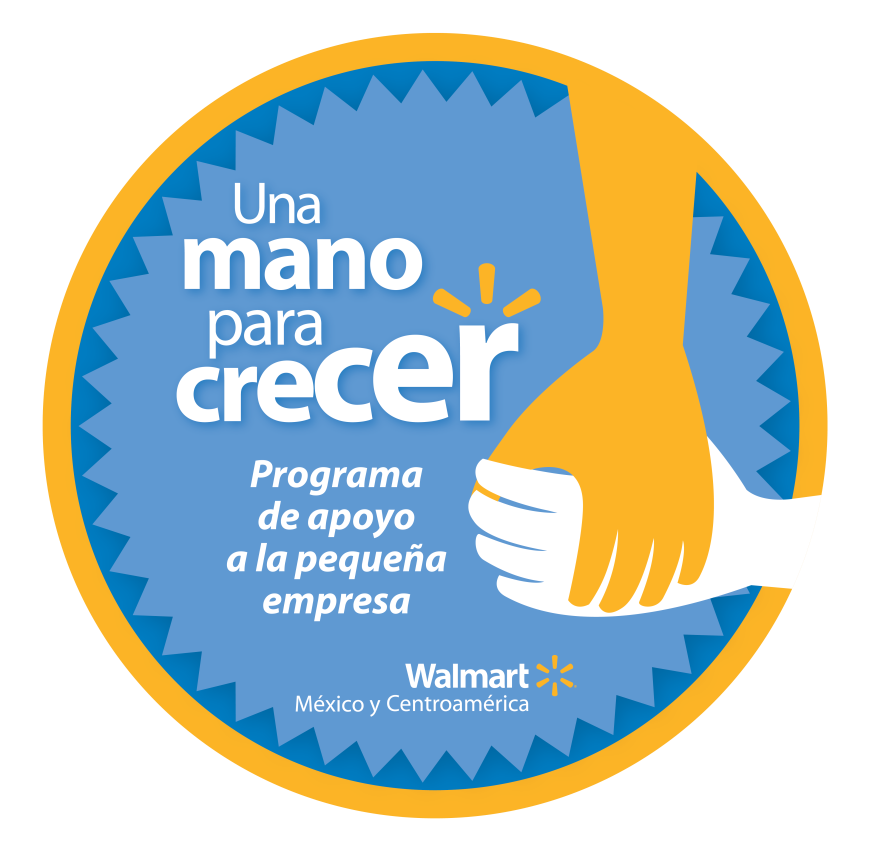 Una
mano
para
crecer
Programa
de apoyo
a la pequeña
empresa
Walmart
México y Centroamérica